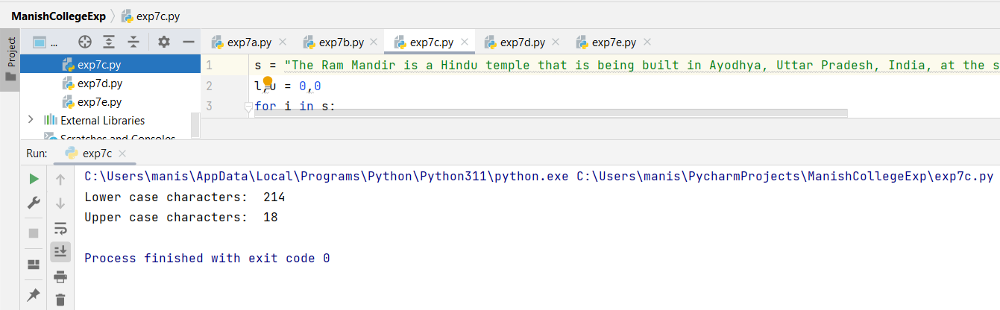 ManishCollegeExp exp7c.py
Project
...
exp7a.py exp7b.py exp7c.py exp7d.py exp7e.py
exp7c.py
exp7d.py
exp7e.py
External Libraries
Scratches and Consoles
1 s = "The Ram Mandir is a Hindu temple that is being built in Ayodhya, Uttar Pradesh, India, at the s
2 l,u = 0,0
3 for i in s:
Run: exp7c
C:\Users\manis\AppData\Local\Programs\Python\Python311\python.exe C:\Users\manis\PycharmProjects\ManishCollegeExp\exp7c.py
Lower case characters:  214
Upper case characters:  18
Process finished with exit code 0